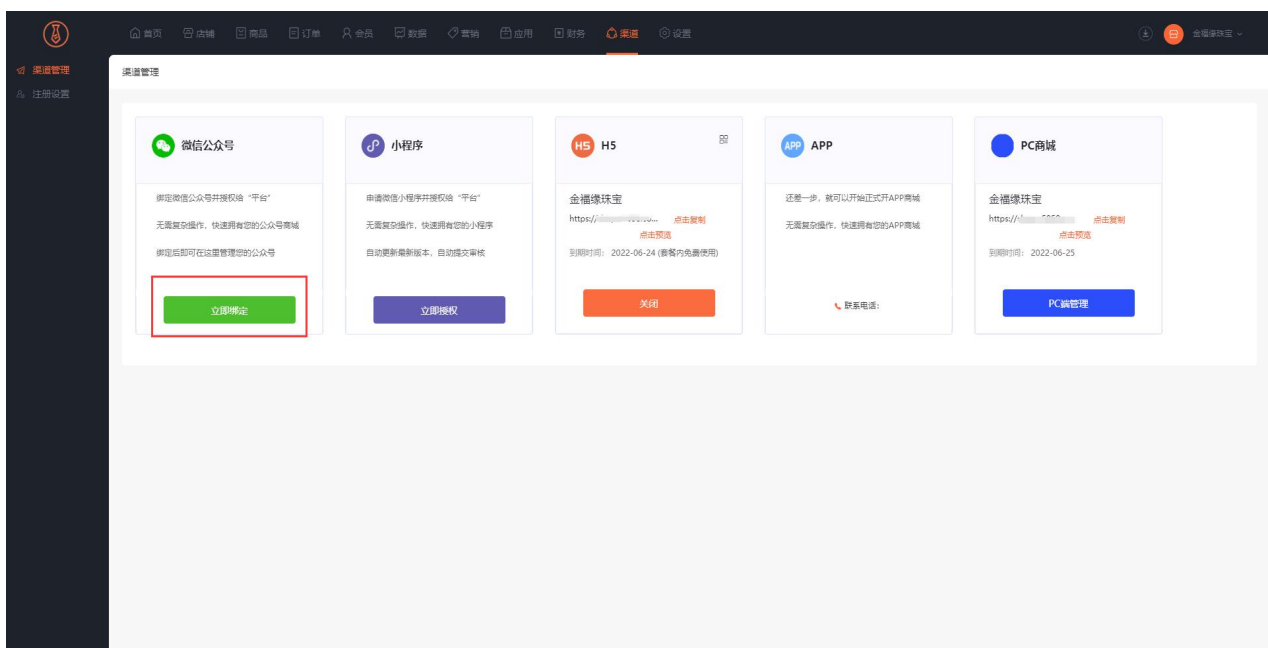 首页 店铺 商品 订单 会员 数据 营销 应用 财务 渠道 设置 金福缘珠宝
渠道管理
注册设置
渠道管理
微信公众号
绑定微信公众号并授权给“平台”
无需复杂操作，快速拥有您的公众号商城
绑定后即可在这里管理您的公众号
立即绑定
小程序
申请微信小程序并授权给“平台”
无需复杂操作，快速拥有您的小程序
自动更新最新版本，自动提交审核
立即授权
H5 H5
金福缘珠宝
https:// 点击复制
点击预览
到期时间：2022-06-24 (套餐内免费使用)
关闭
APP APP
还差一步，就可以开始正式开APP商城
无需复杂操作，快速拥有您的APP商城
联系电话：
PC商城
金福缘珠宝
https:// 点击复制
点击预览
到期时间：2022-06-25
PC端管理